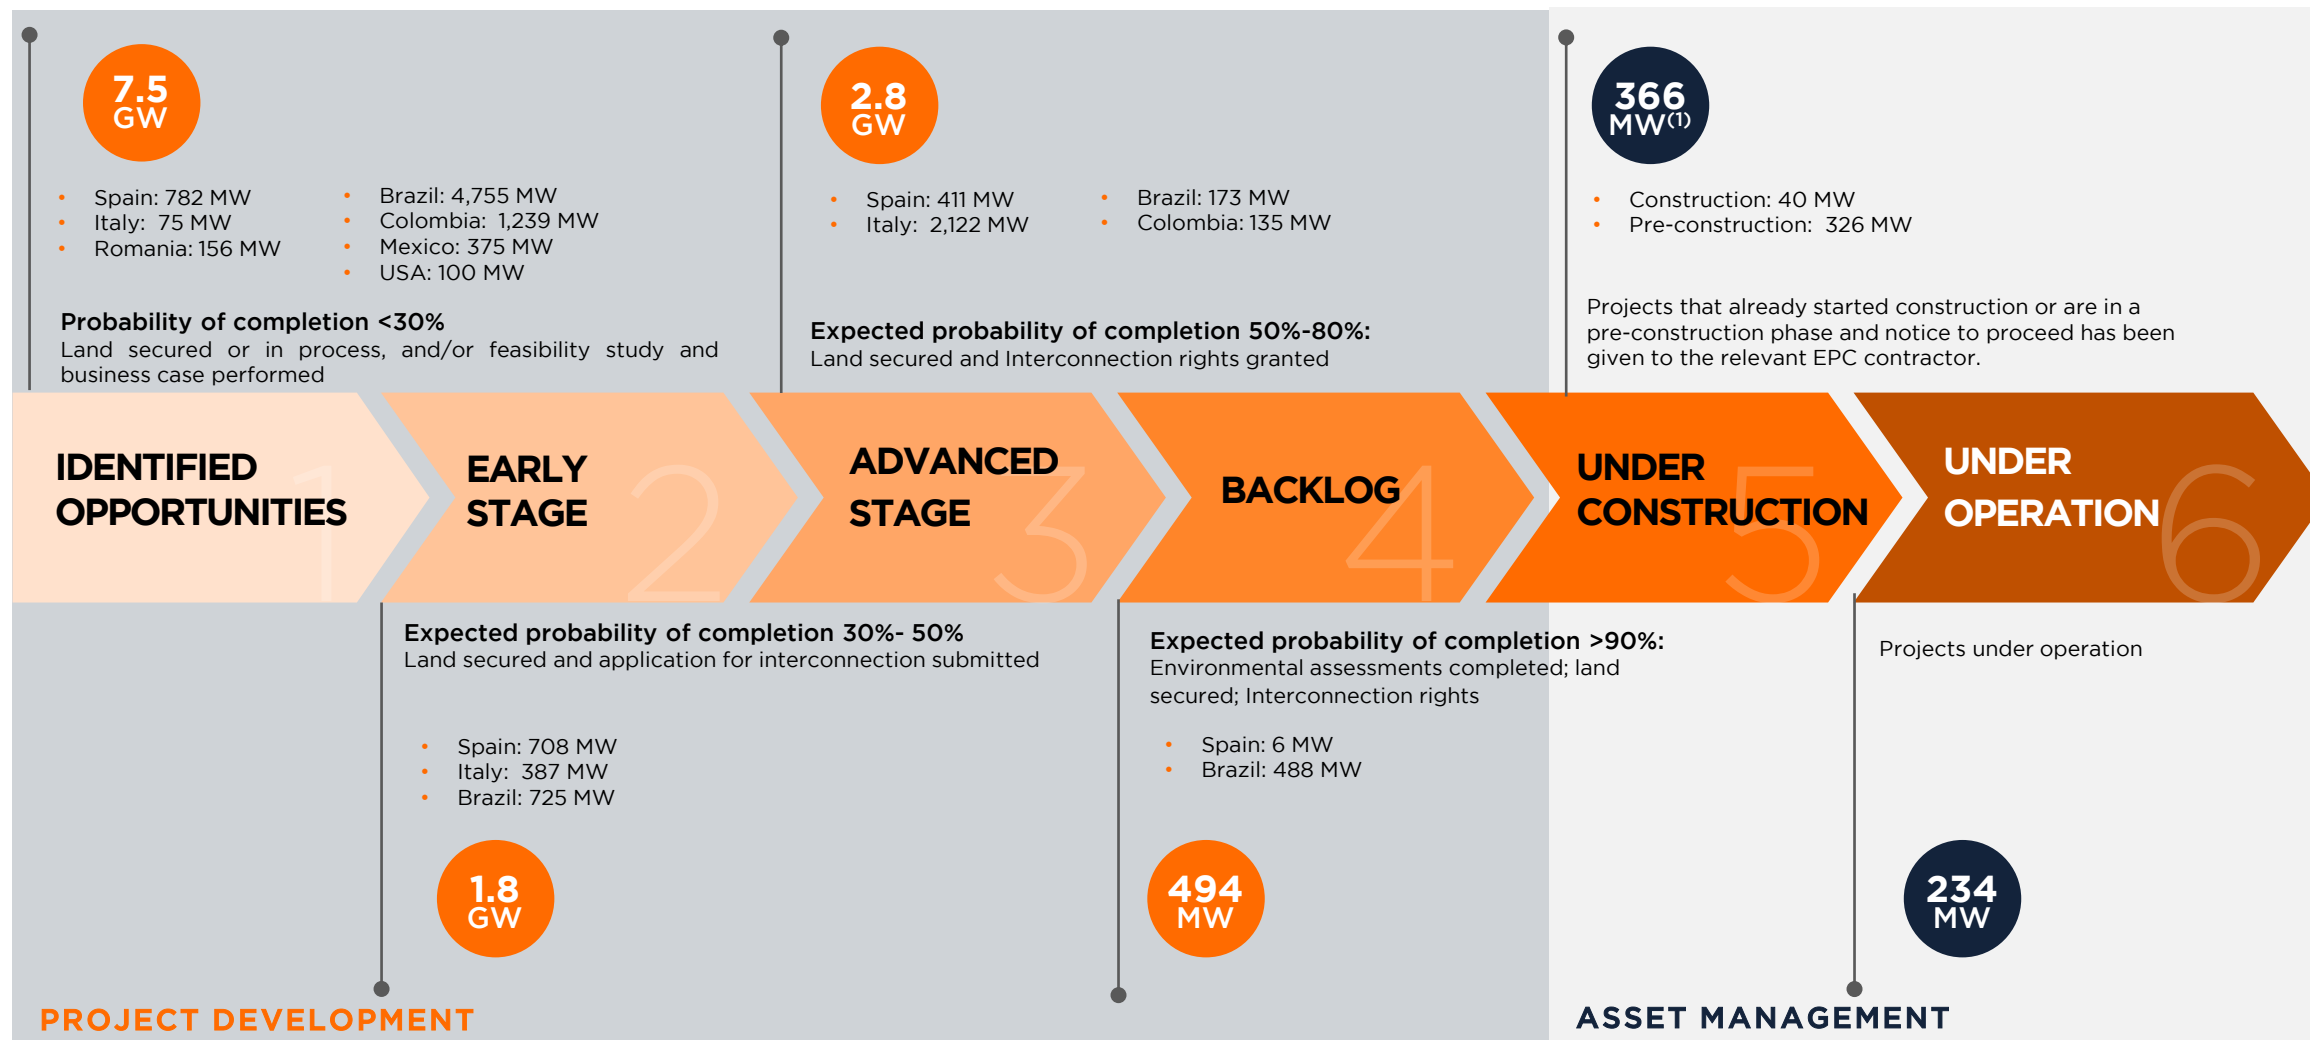 7.5
GW
• Spain: 782 MW
• Italy: 75 MW
• Romania: 156 MW
• Brazil: 4,755 MW
• Colombia: 1,239 MW
• Mexico: 375 MW
• USA: 100 MW
Probability of completion <30%
Land secured or in process, and/or feasibility study and
business case performed
2.8
GW
• Spain: 411 MW
• Italy: 2,122 MW
• Brazil: 173 MW
• Colombia: 135 MW
Expected probability of completion 50%-80%:
Land secured and Interconnection rights granted
366
MW(1)
• Construction: 40 MW
• Pre-construction: 326 MW
Projects that already started construction or are in a
pre-construction phase and notice to proceed has been
given to the relevant EPC contractor.
IDENTIFIED
OPPORTUNITIES
1
EARLY
STAGE
2
ADVANCED
STAGE
3
BACKLOG
4
UNDER
CONSTRUCTION
5
UNDER
OPERATION
6
Expected probability of completion 30%- 50%
Land secured and application for interconnection submitted
• Spain: 708 MW
• Italy: 387 MW
• Brazil: 725 MW
1.8
GW
Expected probability of completion >90%:
Environmental assessments completed; land
secured; Interconnection rights
• Spain: 6 MW
• Brazil: 488 MW
494
MW
Projects under operation
234
MW
PROJECT DEVELOPMENT
ASSET MANAGEMENT